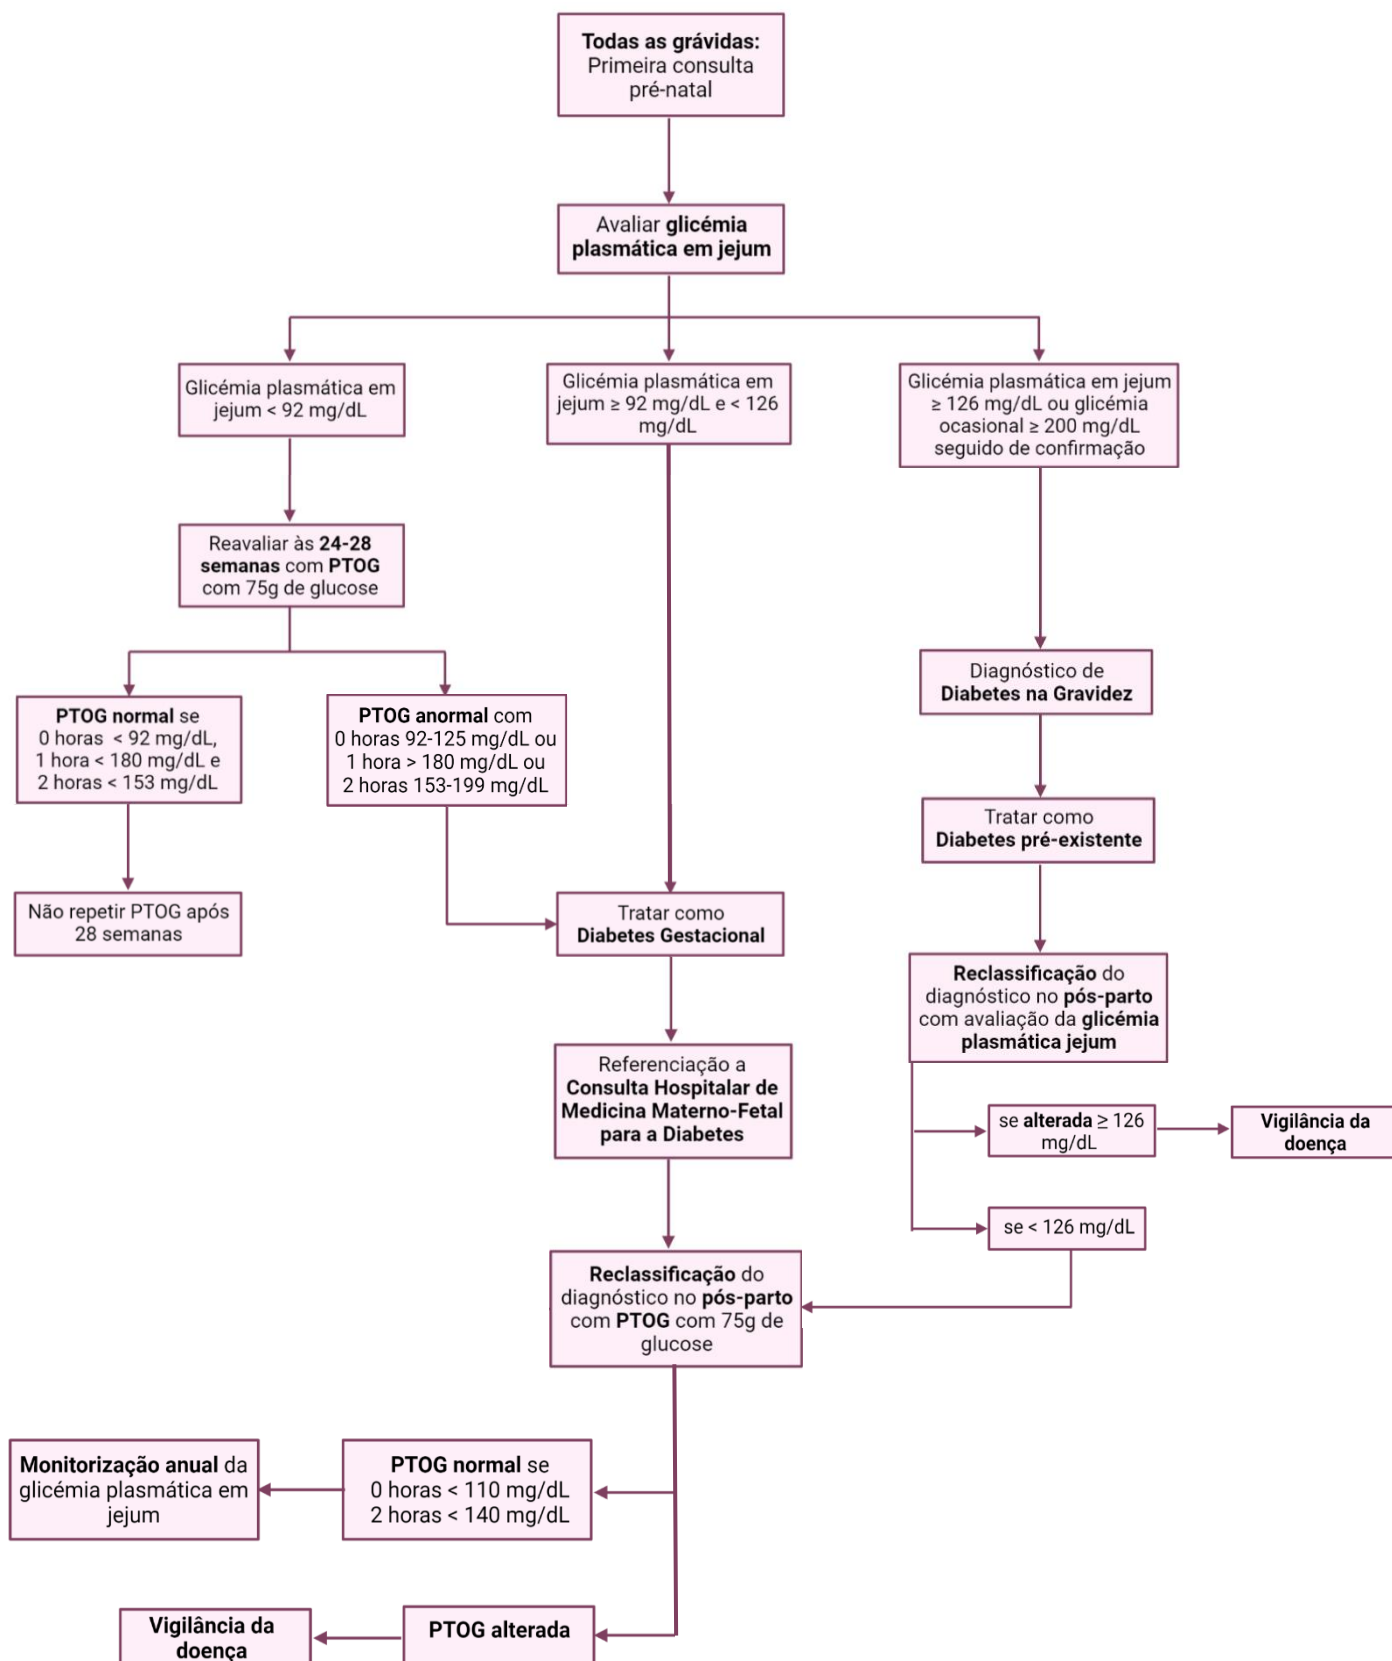 Todas as grávidas:
Primeira consulta
pré-natal
Avaliar glicémia
plasmática em jejum
Glicémia plasmática em
jejum < 92 mg/dL
Glicémia plasmática em
jejum ≥ 92 mg/dL e < 126
mg/dL
Glicémia plasmática em jejum
≥ 126 mg/dL ou glicémia
ocasional ≥ 200 mg/dL
seguido de confirmação
Reavaliar às 24-28
semanas com PTOG
com 75g de glucose
PTOG normal se
0 horas < 92 mg/dL,
1 hora < 180 mg/dL e
2 horas < 153 mg/dL
PTOG anormal com
0 horas 92-125 mg/dL ou
1 hora > 180 mg/dL ou
2 horas 153-199 mg/dL
Diagnóstico de
Diabetes na Gravidez
Tratar como
Diabetes pré-existente
Não repetir PTOG após
28 semanas
Tratar como
Diabetes Gestacional
Reclassificação do
diagnóstico no pós-parto
com avaliação da glicémia
plasmática jejum
Referenciação a
Consulta Hospitalar de
Medicina Materno-Fetal
para a Diabetes
se alterada ≥ 126
mg/dL
Vigilância da
doença
se < 126 mg/dL
Reclassificação do
diagnóstico no pós-parto
com PTOG com 75g de
glucose
Monitorização anual da
glicémia plasmática em
jejum
PTOG normal se
0 horas < 110 mg/dL
2 horas < 140 mg/dL
Vigilância da
doença
PTOG alterada